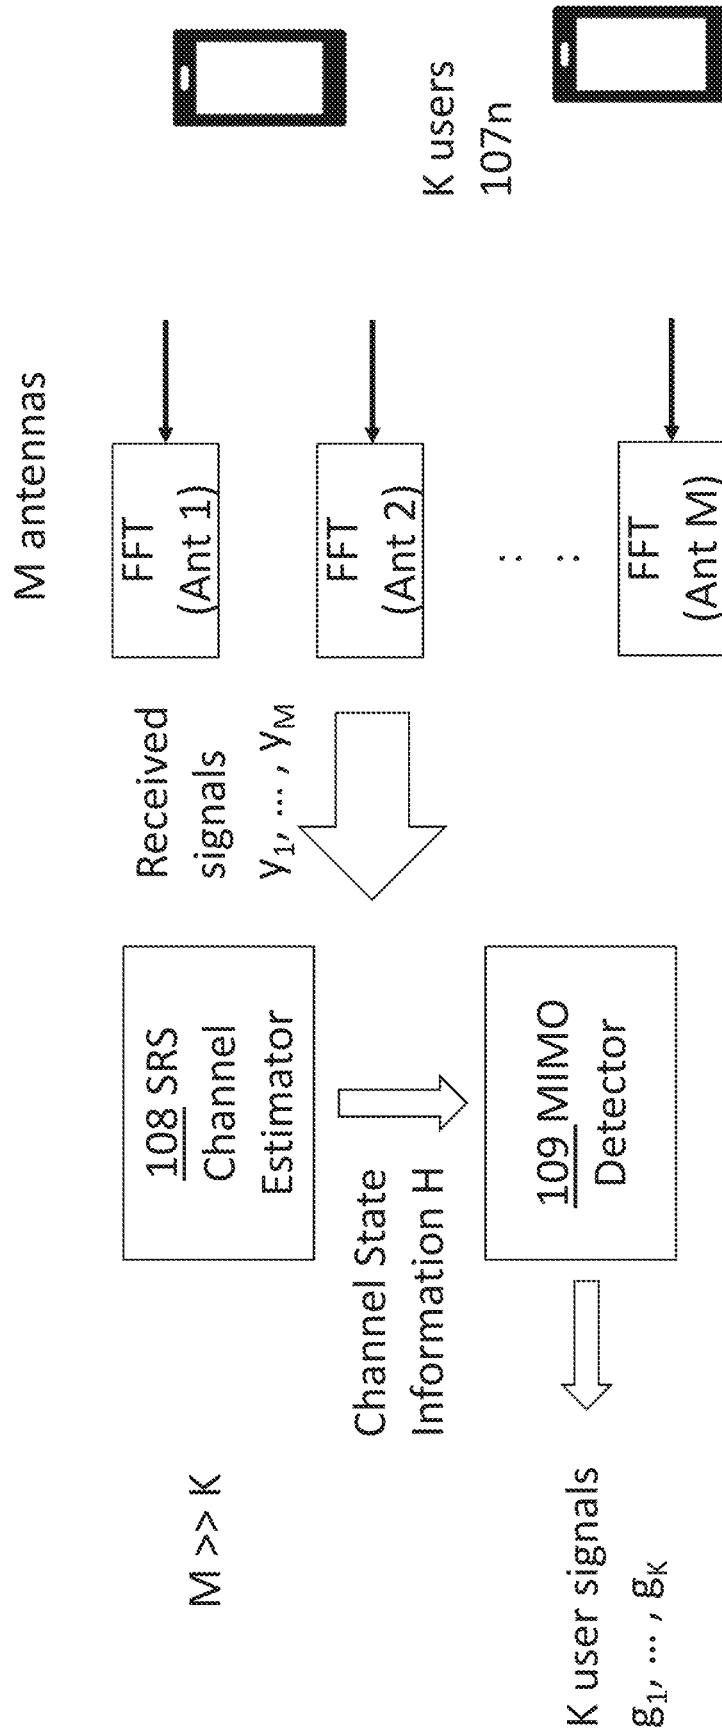 M antennas
K users
107n
FFT
(Ant 1)
FFT
(Ant 2)
. .
. .
FFT
(Ant M)
Received
signals
y₁, ... , yM
108 SRS
Channel
Estimator
Channel State
Information H
109 MIMO
Detector
M >> K
K user signals
g₁, ... , gK